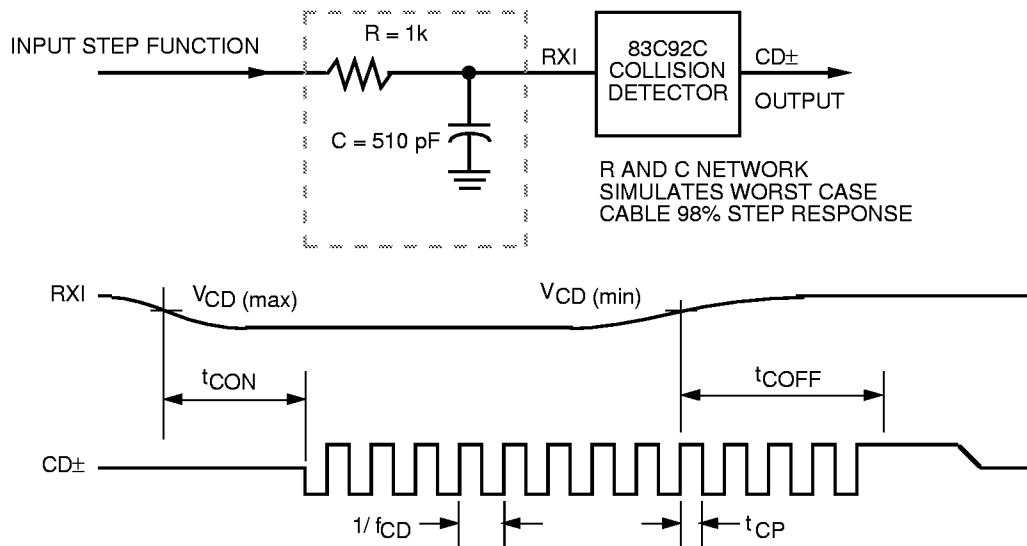 INPUT STEP FUNCTION
R = 1k
C = 510 pF
RXI
83C92C
COLLISION
DETECTOR
CD±
OUTPUT
R AND C NETWORK
SIMULATES WORST CASE
CABLE 98% STEP RESPONSE
RXI
VCD (max)
VCD (min)
tCON
tCOFF
CD±
1/ fCD
tCP